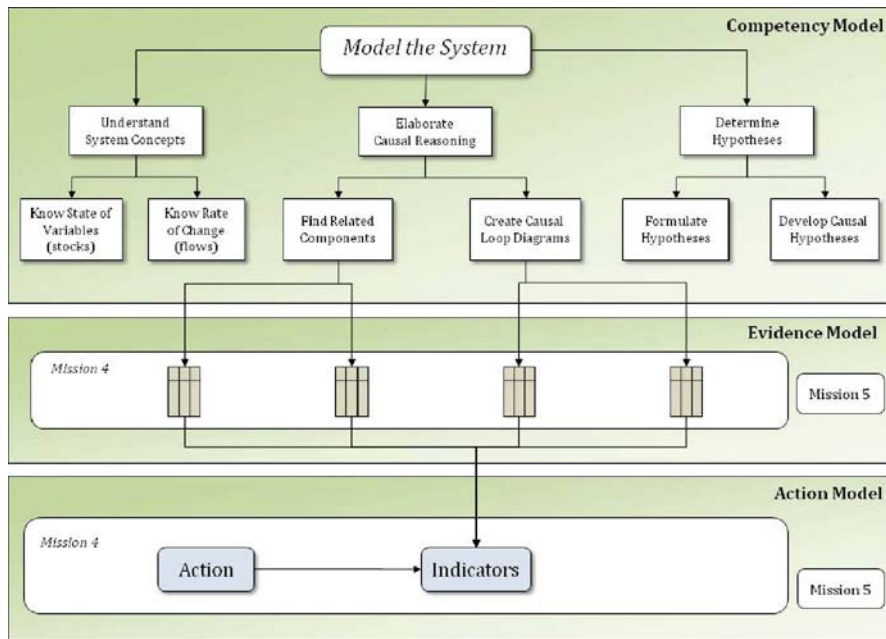 Competency Model
Model the System
Understand
System Concepts
Elaborate
Causal Reasoning
Determine
Hypotheses
Know State of
Variables
(stocks)
Know Rate
of Change
(flows)
Find Related
Components
Create Causal
Loop Diagrams
Formulate
Hypotheses
Develop Causal
Hypotheses
Evidence Model
Mission 4
Mission 5
Action Model
Mission 4
Action
Indicators
Mission 5